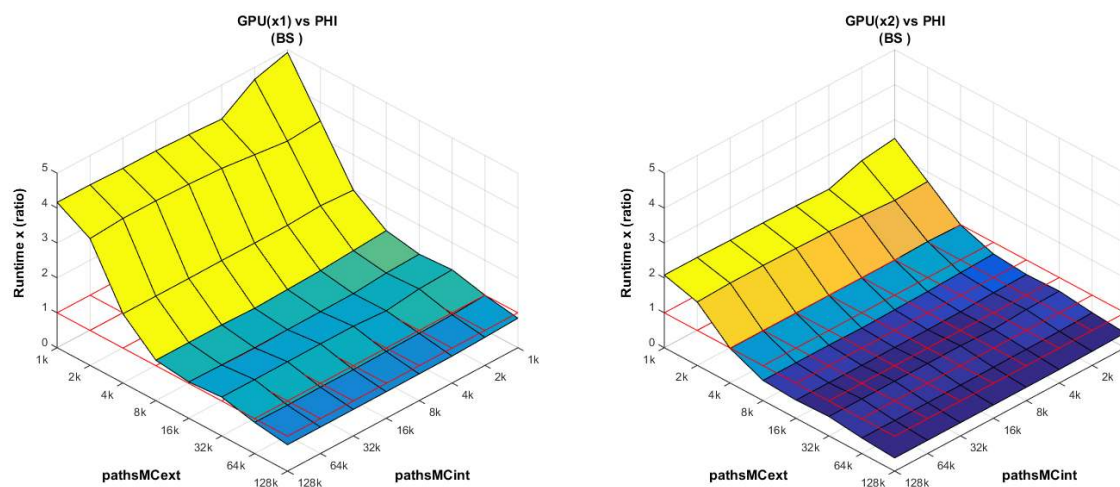 GPU(x1) vs PHI
(BS )
5
4
3
2
1
0
Runtime x (ratio)
1k
2k
4k
8k
16k
32k
64k
128k
pathsMCext
128k
64k
32k
16k
8k
4k
2k
1k
pathsMCint
GPU(x2) vs PHI
(BS )
5
4
3
2
1
0
Runtime x (ratio)
1k
2k
4k
8k
16k
32k
64k
128k
pathsMCext
128k
64k
32k
16k
8k
4k
2k
pathsMCint